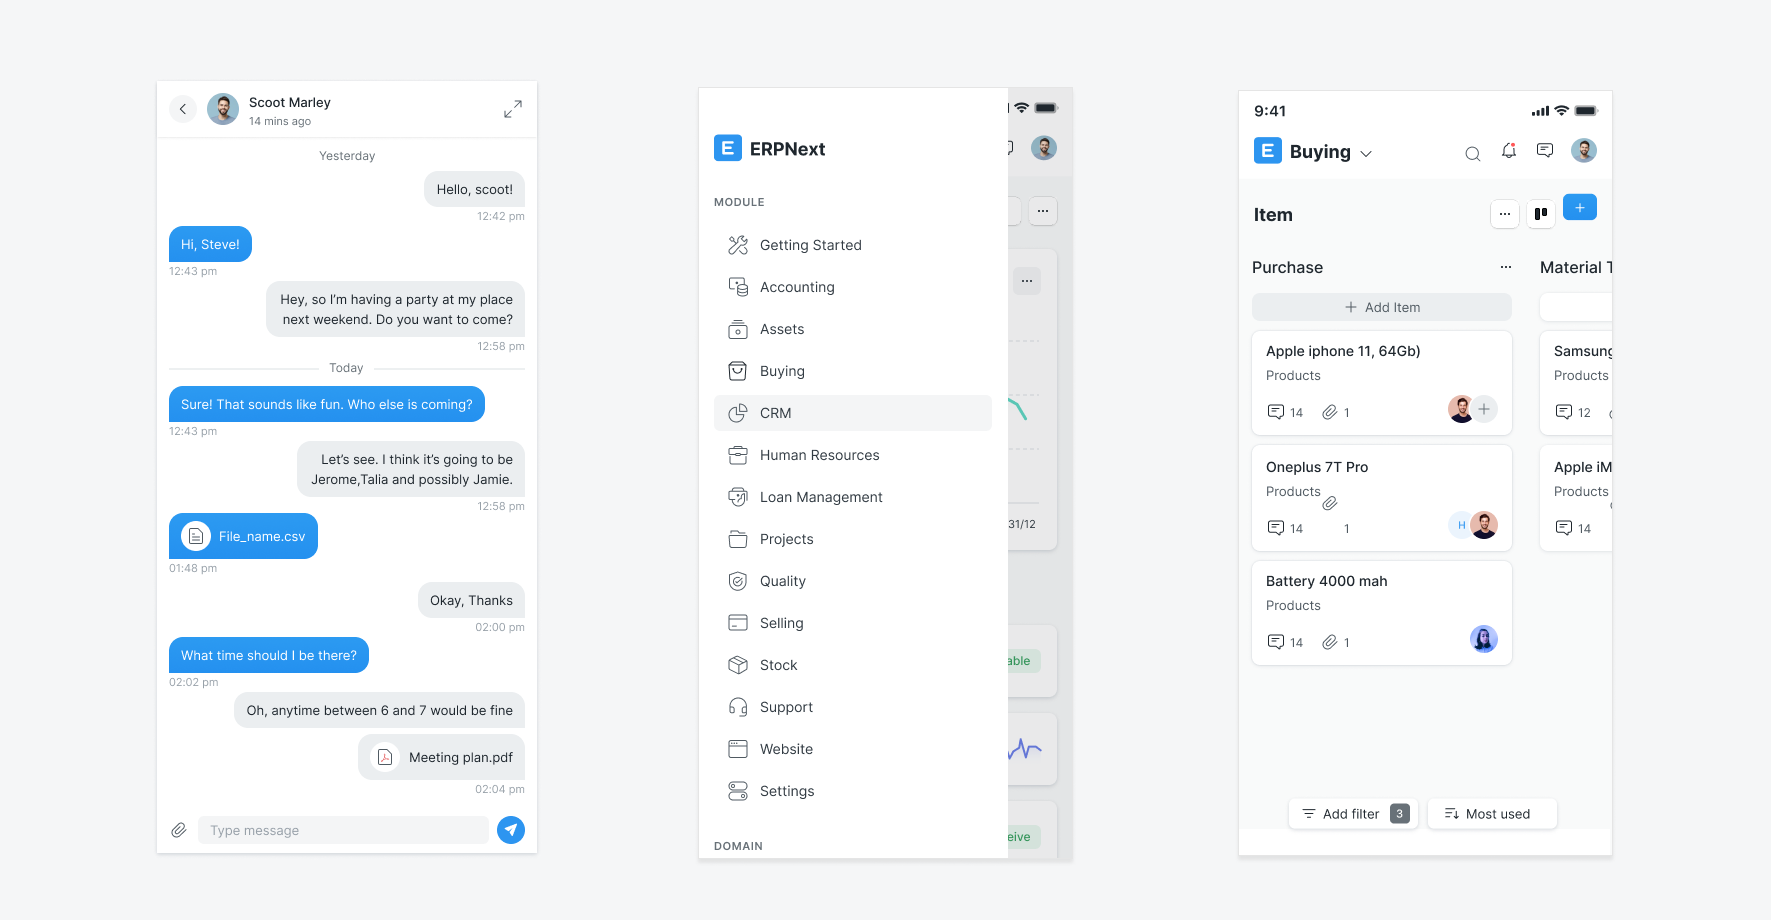 Scoot Marley
14 mins ago
Yesterday
Hello, scoot!
12:42 pm
Hi, Steve!
12:43 pm
Hey, so I'm having a party at my place
next weekend. Do you want to come?
12:58 pm
Today
Sure! That sounds like fun. Who else is coming?
12:43 pm
Let's see. I think it's going to be
Jerome,Talia and possibly Jamie.
12:58 pm
File_name.csv
01:48 pm
Okay, Thanks
02:00 pm
What time should I be there?
02:02 pm
Oh, anytime between 6 and 7 would be fine
Meeting plan.pdf
02:04 pm
Type message
E ERPNext
MODULE
Getting Started
Accounting
Assets
Buying
CRM
Human Resources
Loan Management
Projects
Quality
Selling
Stock
Support
Website
Settings
DOMAIN
31/12
able
eive
9:41
E Buying
Item
Purchase
Add Item
Apple iphone 11, 64Gb)
Products
14 1
Oneplus 7T Pro
Products
14 1 H
Battery 4000 mah
Products
14 1
Material T
Samsung
Products
12
Apple iM
Products
14
Add filter 3
Most used